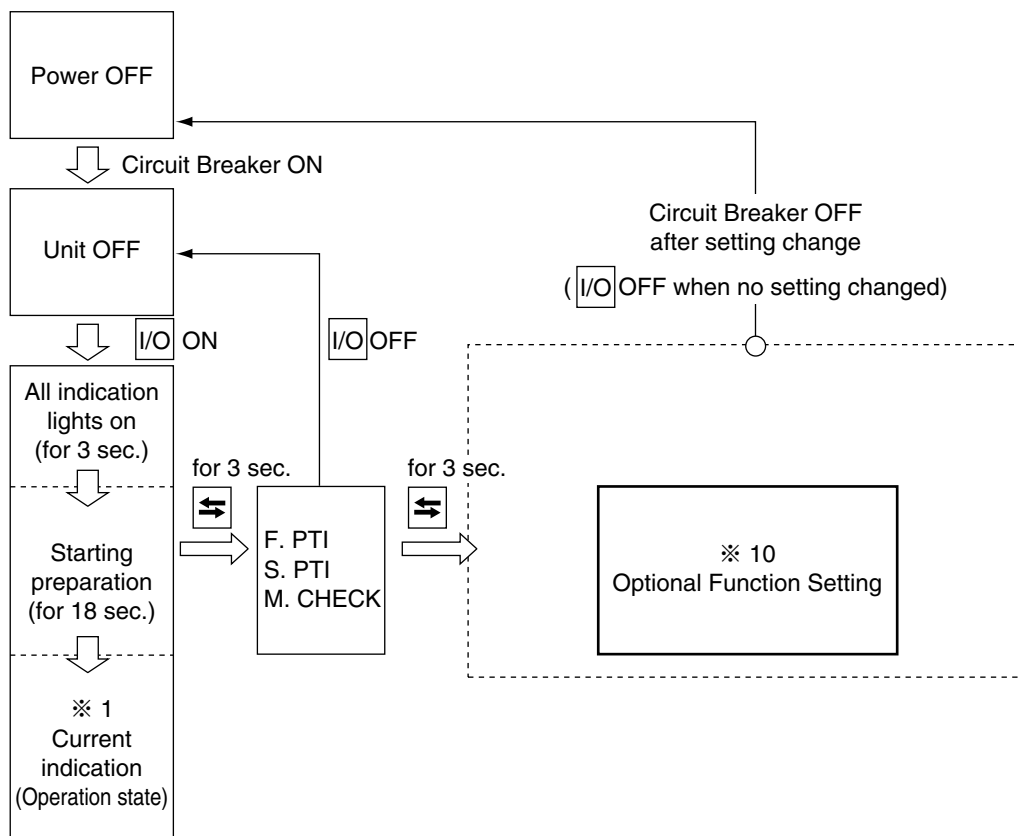 Power OFF
Circuit Breaker ON
Unit OFF
I/O ON
I/O OFF
Circuit Breaker OFF
after setting change
( I/O OFF when no setting changed)
All indication
lights on
(for 3 sec.)
Starting
preparation
(for 18 sec.)
※ 1
Current
indication
(Operation state)
for 3 sec.
F. PTI
S. PTI
M. CHECK
for 3 sec.
※ 10
Optional Function Setting